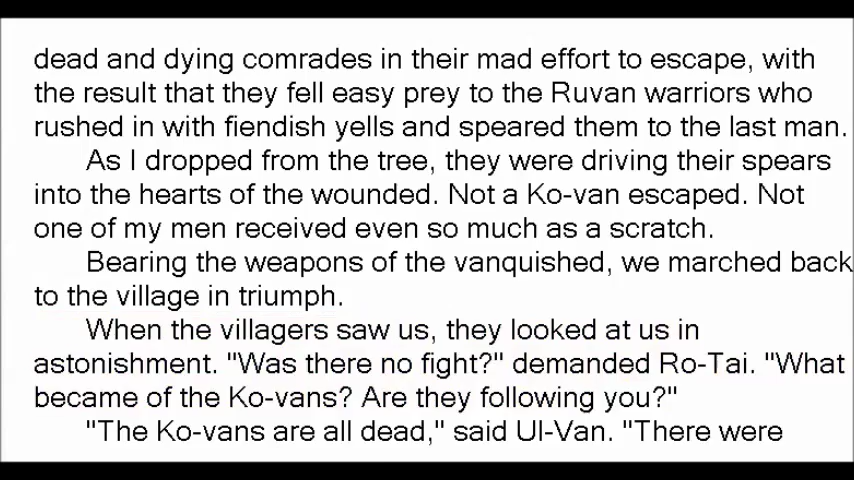 dead and dying comrades in their mad effort to escape, with
the result that they fell easy prey to the Ruvan warriors who
rushed in with fiendish yells and speared them to the last man.
As I dropped from the tree, they were driving their spears
into the hearts of the wounded. Not a Ko-van escaped. Not
one of my men received even so much as a scratch.
Bearing the weapons of the vanquished, we marched back
to the village in triumph.
When the villagers saw us, they looked at us in
astonishment. "Was there no fight?" demanded Ro-Tai. "What
became of the Ko-vans? Are they following you?"
"The Ko-vans are all dead," said Ul-Van. "There were